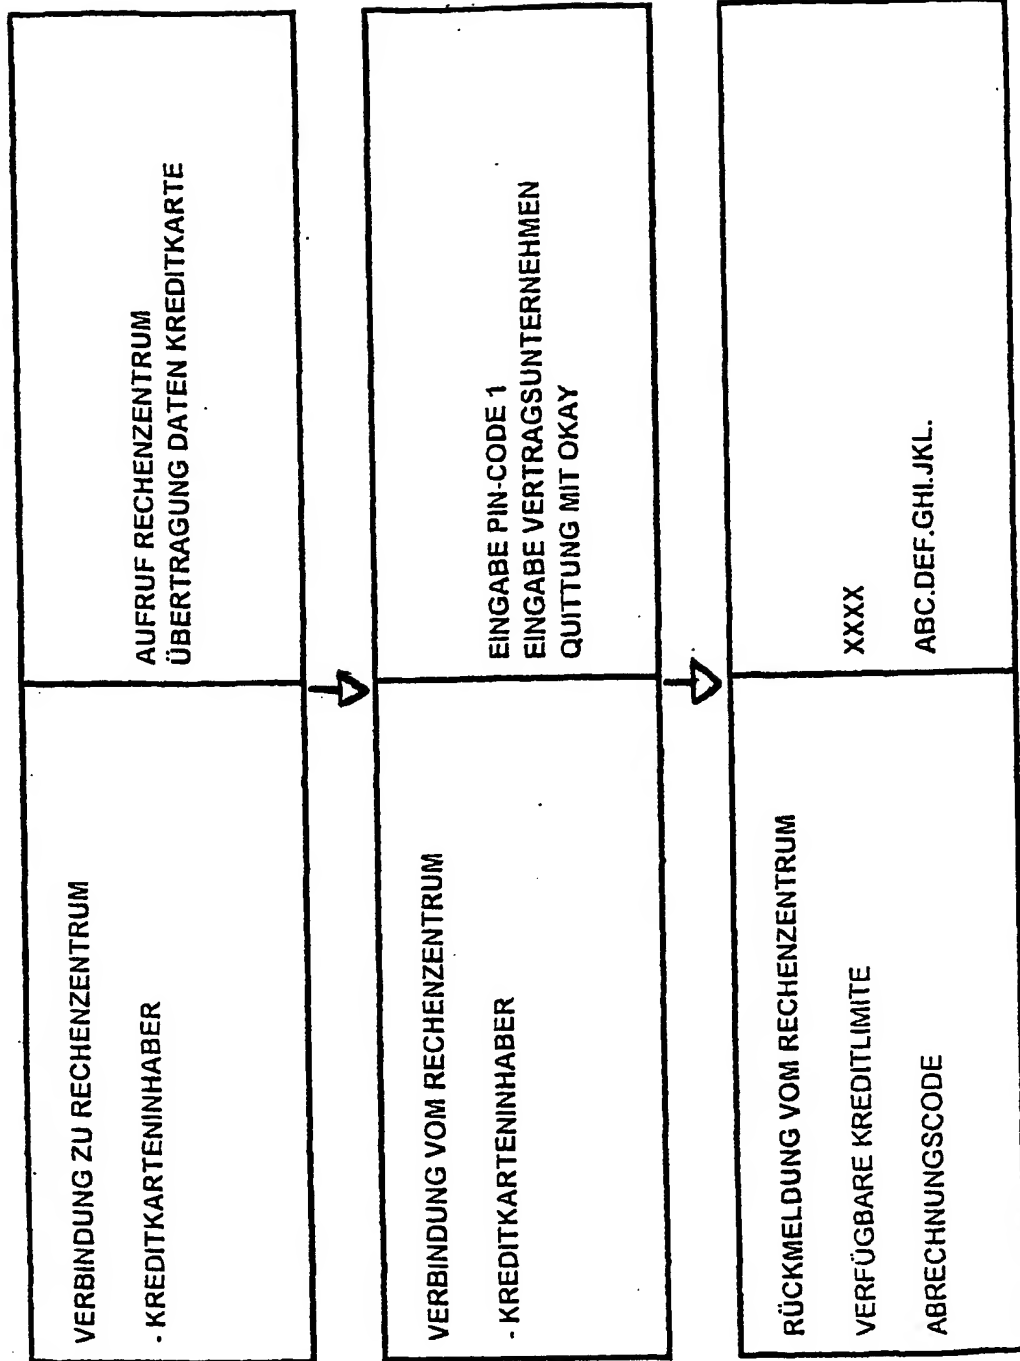 VERBINDUNG ZU RECHENZENTRUM
- KREDITKARTENINHABER
AUFRUF RECHENZENTRUM
ÜBERTRAGUNG DATEN KREDITKARTE
VERBINDUNG VOM RECHENZENTRUM
- KREDITKARTENINHABER
EINGABE PIN-CODE 1
EINGABE VERTRAGSUNTERNEHMEN
QUITTUNG MIT OKAY
RÜCKMELDUNG VOM RECHENZENTRUM
VERFÜGBARE KREDITLIMITE
XXXX
ABRECHNUNGSCODE
ABC.DEF.GHI.JKL.